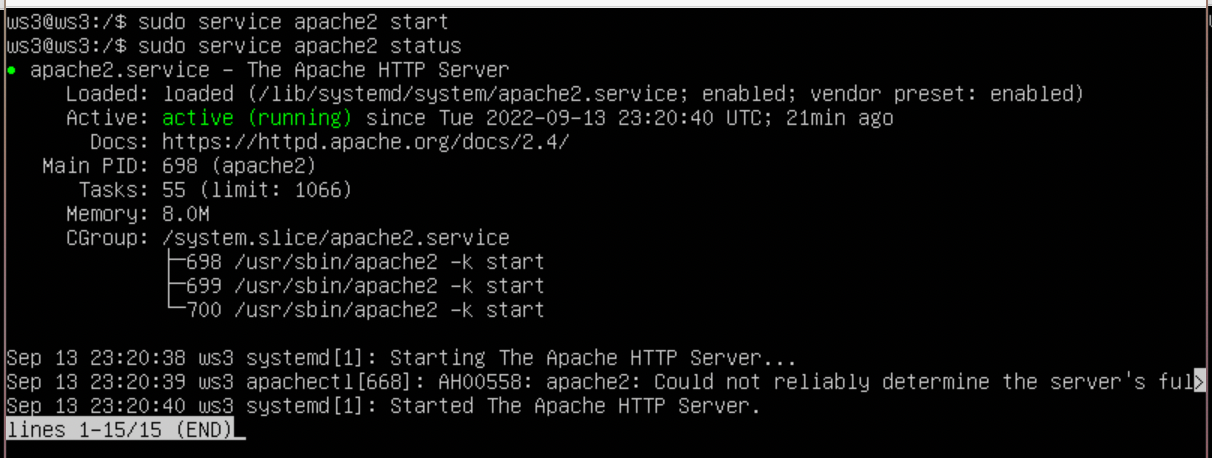 ws3@ws3:/$ sudo service apache2 start
ws3@ws3:/$ sudo service apache2 status
● apache2.service – The Apache HTTP Server
     Loaded: loaded (/lib/systemd/system/apache2.service; enabled; vendor preset: enabled)
     Active: active (running) since Tue 2022-09-13 23:20:40 UTC; 21min ago
       Docs: https://httpd.apache.org/docs/2.4/
   Main PID: 698 (apache2)
      Tasks: 55 (limit: 1066)
     Memory: 8.0M
     CGroup: /system.slice/apache2.service
             ├─698 /usr/sbin/apache2 -k start
             ├─699 /usr/sbin/apache2 -k start
             └─700 /usr/sbin/apache2 -k start

Sep 13 23:20:38 ws3 systemd[1]: Starting The Apache HTTP Server...
Sep 13 23:20:39 ws3 apachectl[668]: AH00558: apache2: Could not reliably determine the server's ful>
Sep 13 23:20:40 ws3 systemd[1]: Started The Apache HTTP Server.
lines 1-15/15 (END)